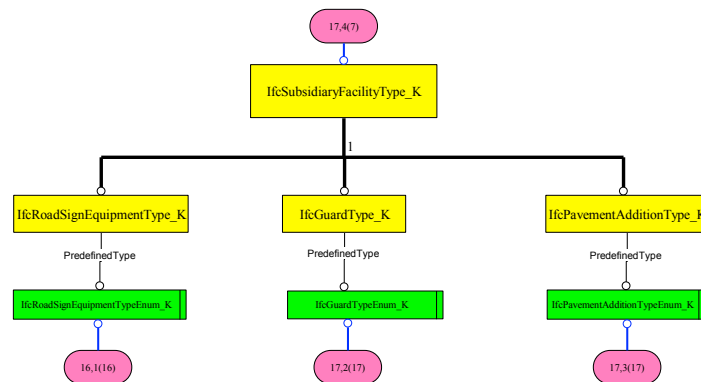 17,4(7)
IfcSubsidiaryFacilityType_K
1
IfcRoadSignEquipmentType_K
IfcGuardType_K
IfcPavementAdditionType_K
PredefinedType
PredefinedType
PredefinedType
IfcRoadSignEquipmentTypeEnum_K
IfcGuardTypeEnum_K
IfcPavementAdditionTypeEnum_K
16,1(16)
17,2(17)
17,3(17)